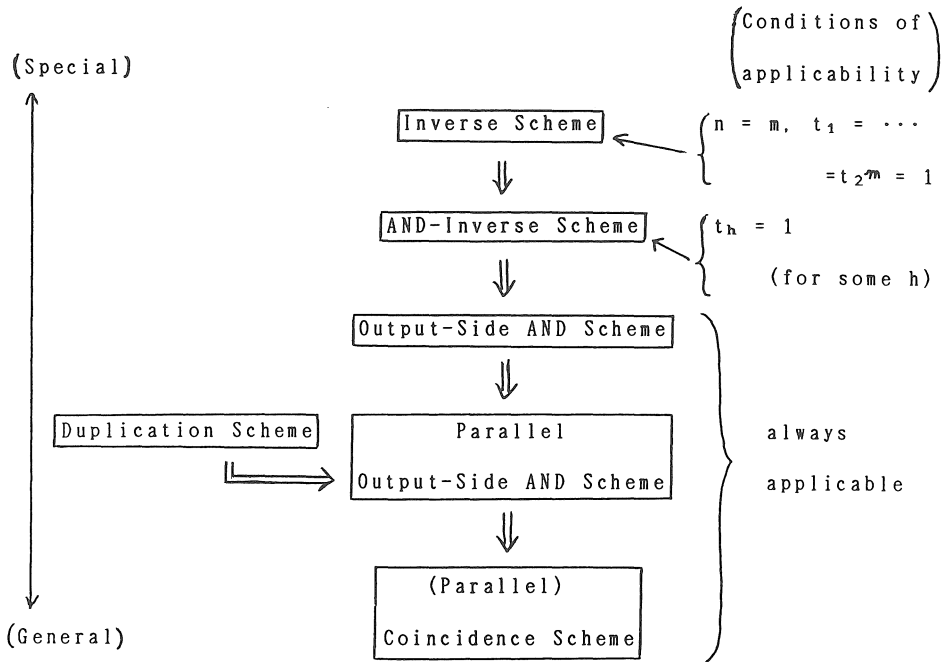 (Conditions of
applicability)
(Special)
Inverse Scheme
n = m, t₁ = ···
=t₂ᵐ = 1
AND-Inverse Scheme
tₕ = 1
(for some h)
Output-Side AND Scheme
Duplication Scheme
Parallel
Output-Side AND Scheme
always
applicable
(Parallel)
Coincidence Scheme
(General)